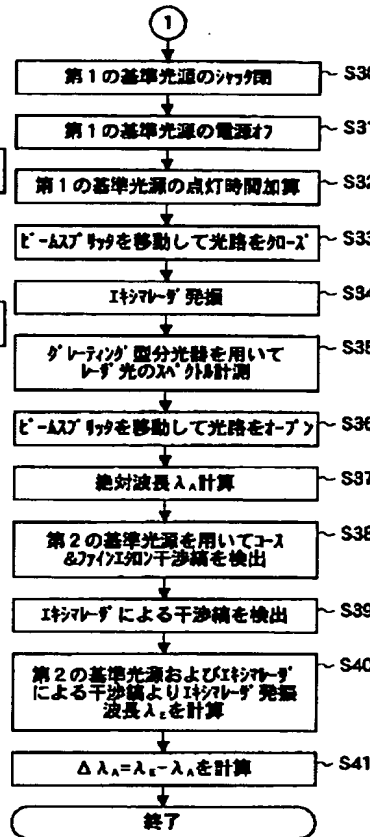 1
第1の基準光源のシャッタ閉
S30
第1の基準光源の電源オフ
S31
第1の基準光源の点灯時間加算
S32
ビームスプリッタを移動して光路をクローズ
S33
エキシマレーザ発振
S34
グレーティング型分光器を用いて
レーザ光のスペクトル計測
S35
ビームスプリッタを移動して光路をオープン
S36
絶対波長λA計算
S37
第2の基準光源を用いてコース
&ファインエタロン干渉縞を検出
S38
エキシマレーザによる干渉縞を検出
S39
第2の基準光源およびエキシマレーザ
による干渉縞よりエキシマレーザ発振
波長λEを計算
S40
ΔλA=λE-λAを計算
S41
終了